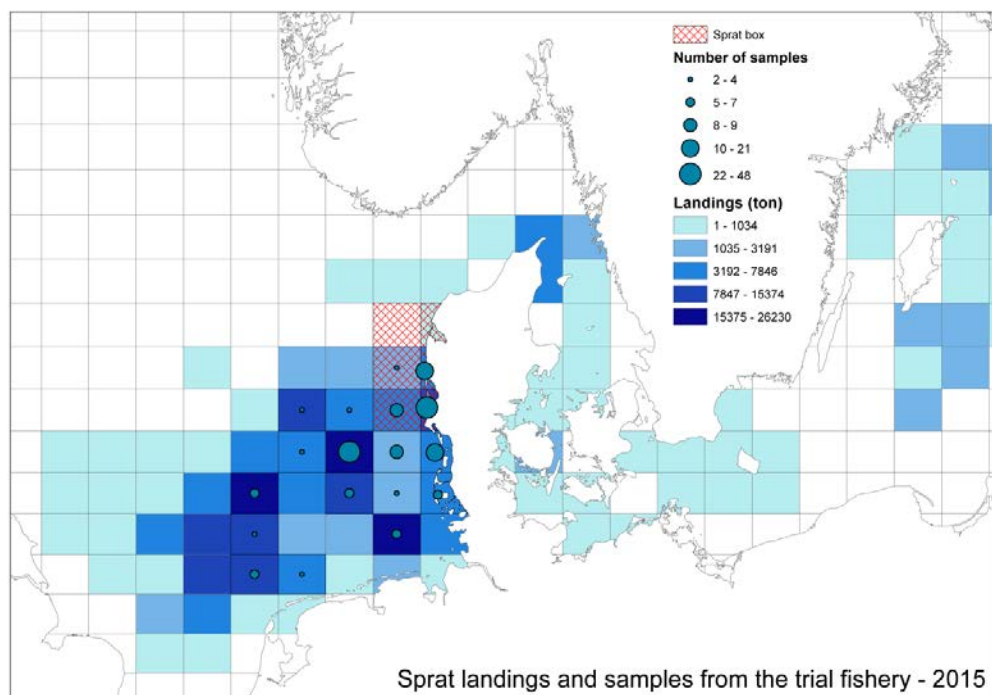 Sprat box
Number of samples
2 - 4
5 - 7
8 - 9
10 - 21
22 - 48
Landings (ton)
1 - 1034
1035 - 3191
3192 - 7846
7847 - 15374
15375 - 26230
Sprat landings and samples from the trial fishery - 2015